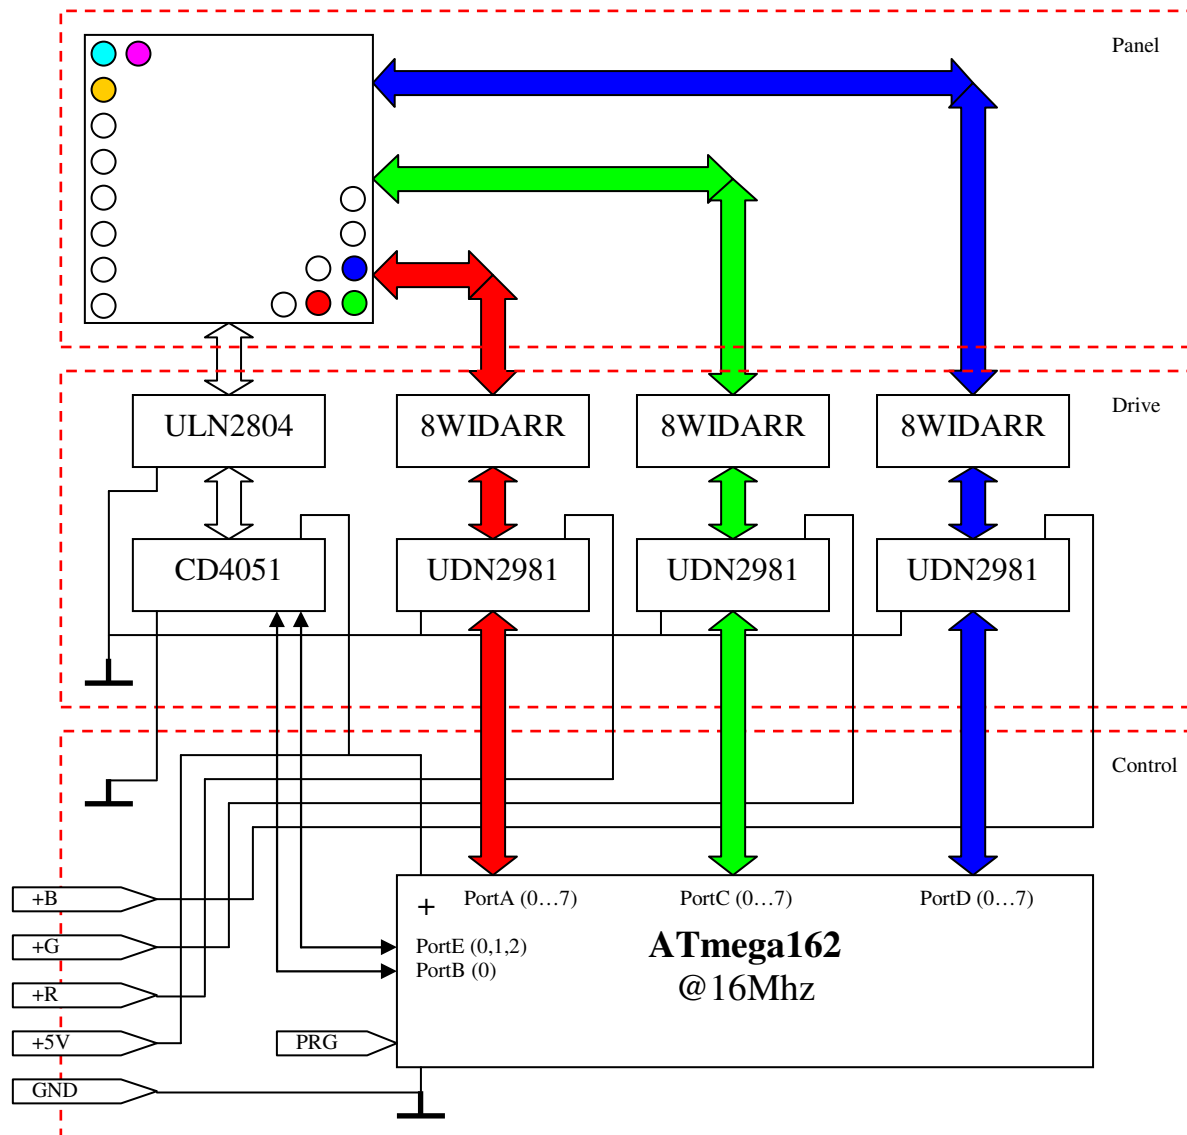 Panel
Drive
ULN2804
8WIDARR
8WIDARR
8WIDARR
CD4051
UDN2981
UDN2981
UDN2981
Control
+B
+G
+R
+5V
GND
PRG
+
PortA (0…7)
PortC (0…7)
PortD (0…7)
PortE (0,1,2)
PortB (0)
ATmega162
@16Mhz